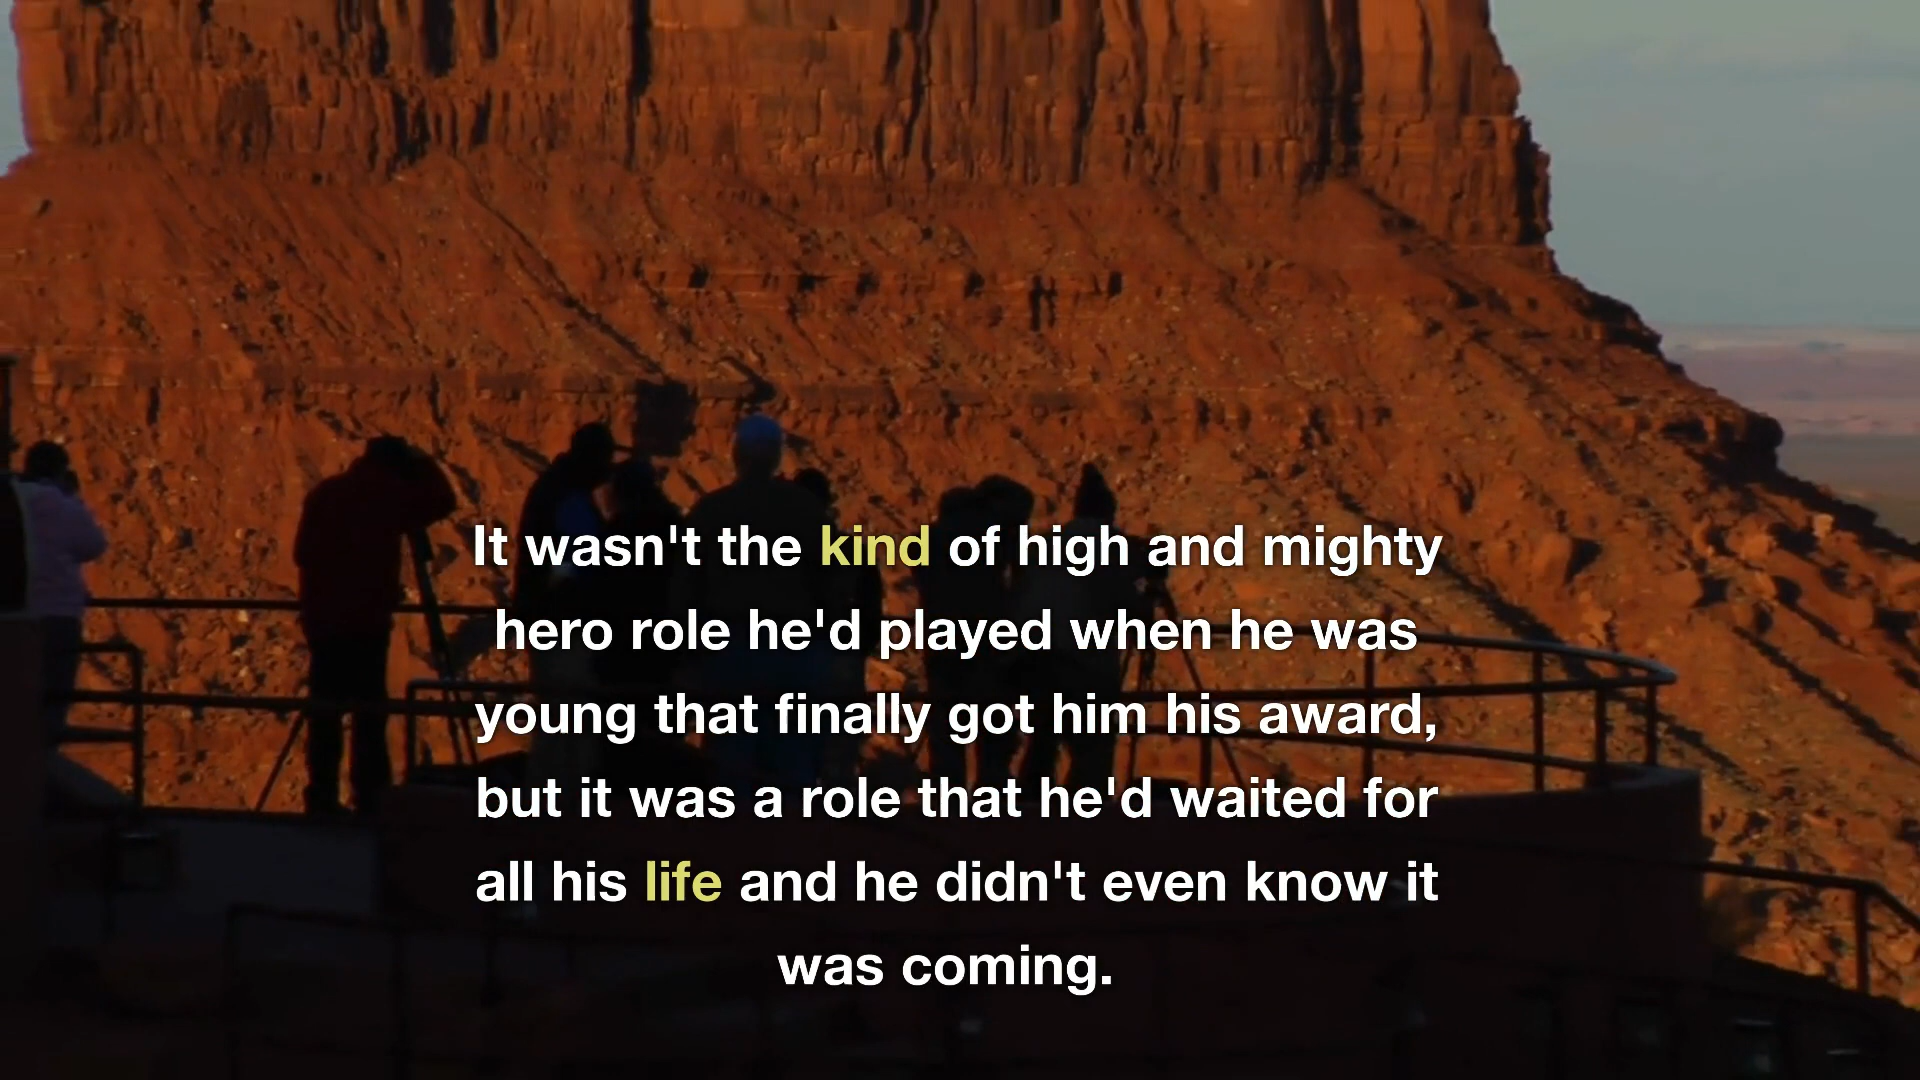 It wasn't the kind of high and mighty
hero role he'd played when he was
young that finally got him his award,
but it was a role that he'd waited for
all his life and he didn't even know it
was coming.